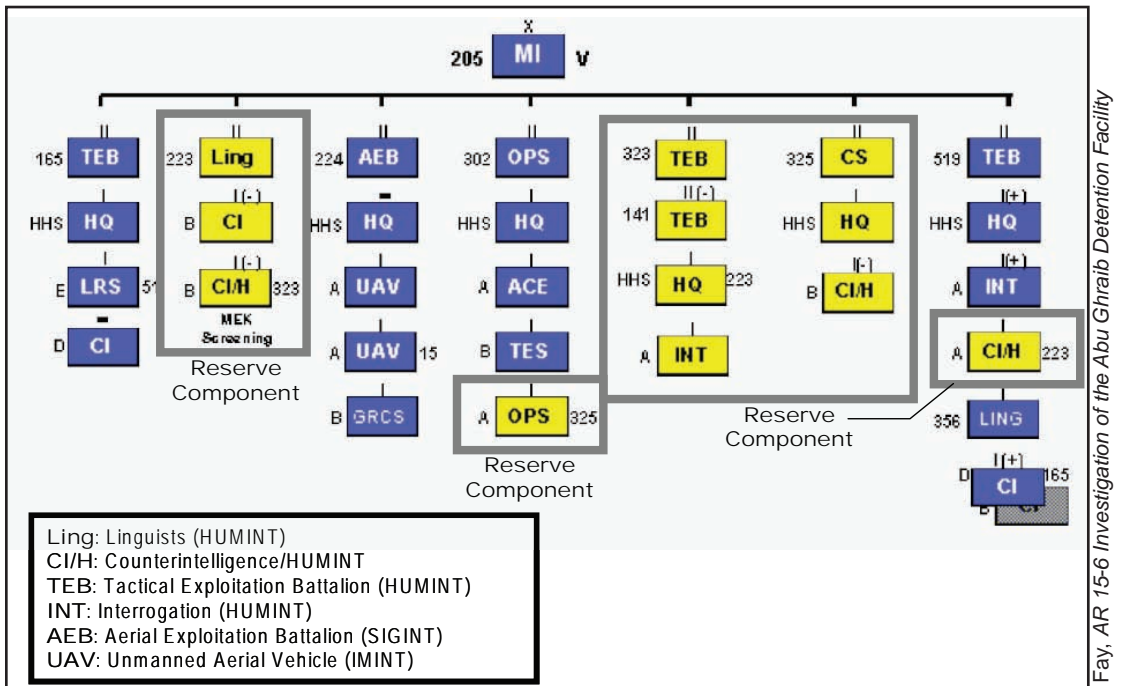 X
205 MI V
II
165 TEB
HHS HQ
E LRS 51
D CI
II
223 Ling
I(-)
B CI
I(-)
B CI/H 323
MEK
Screening
Reserve
Component
II
224 AEB
HHS HQ
A UAV
A UAV 15
B GRCS
II
302 OPS
HHS HQ
A ACE
B TES
A OPS 325
Reserve
Component
II
323 TEB
II(-)
141 TEB
HHS HQ 223
A INT
II
325 CS
HHS HQ
I(-)
B CI/H
Reserve
Component
II
519 TEB
I(+)
HHS HQ
I(+)
A INT
A CI/H 223
356 LING
I(+)
D CI 165
B
Ling: Linguists (HUMINT)
CI/H: Counterintelligence/HUMINT
TEB: Tactical Exploitation Battalion (HUMINT)
INT: Interrogation (HUMINT)
AEB: Aerial Exploitation Battalion (SIGINT)
UAV: Unmanned Aerial Vehicle (IMINT)
Fay, AR 15-6 Investigation of the Abu Ghraib Detention Facility